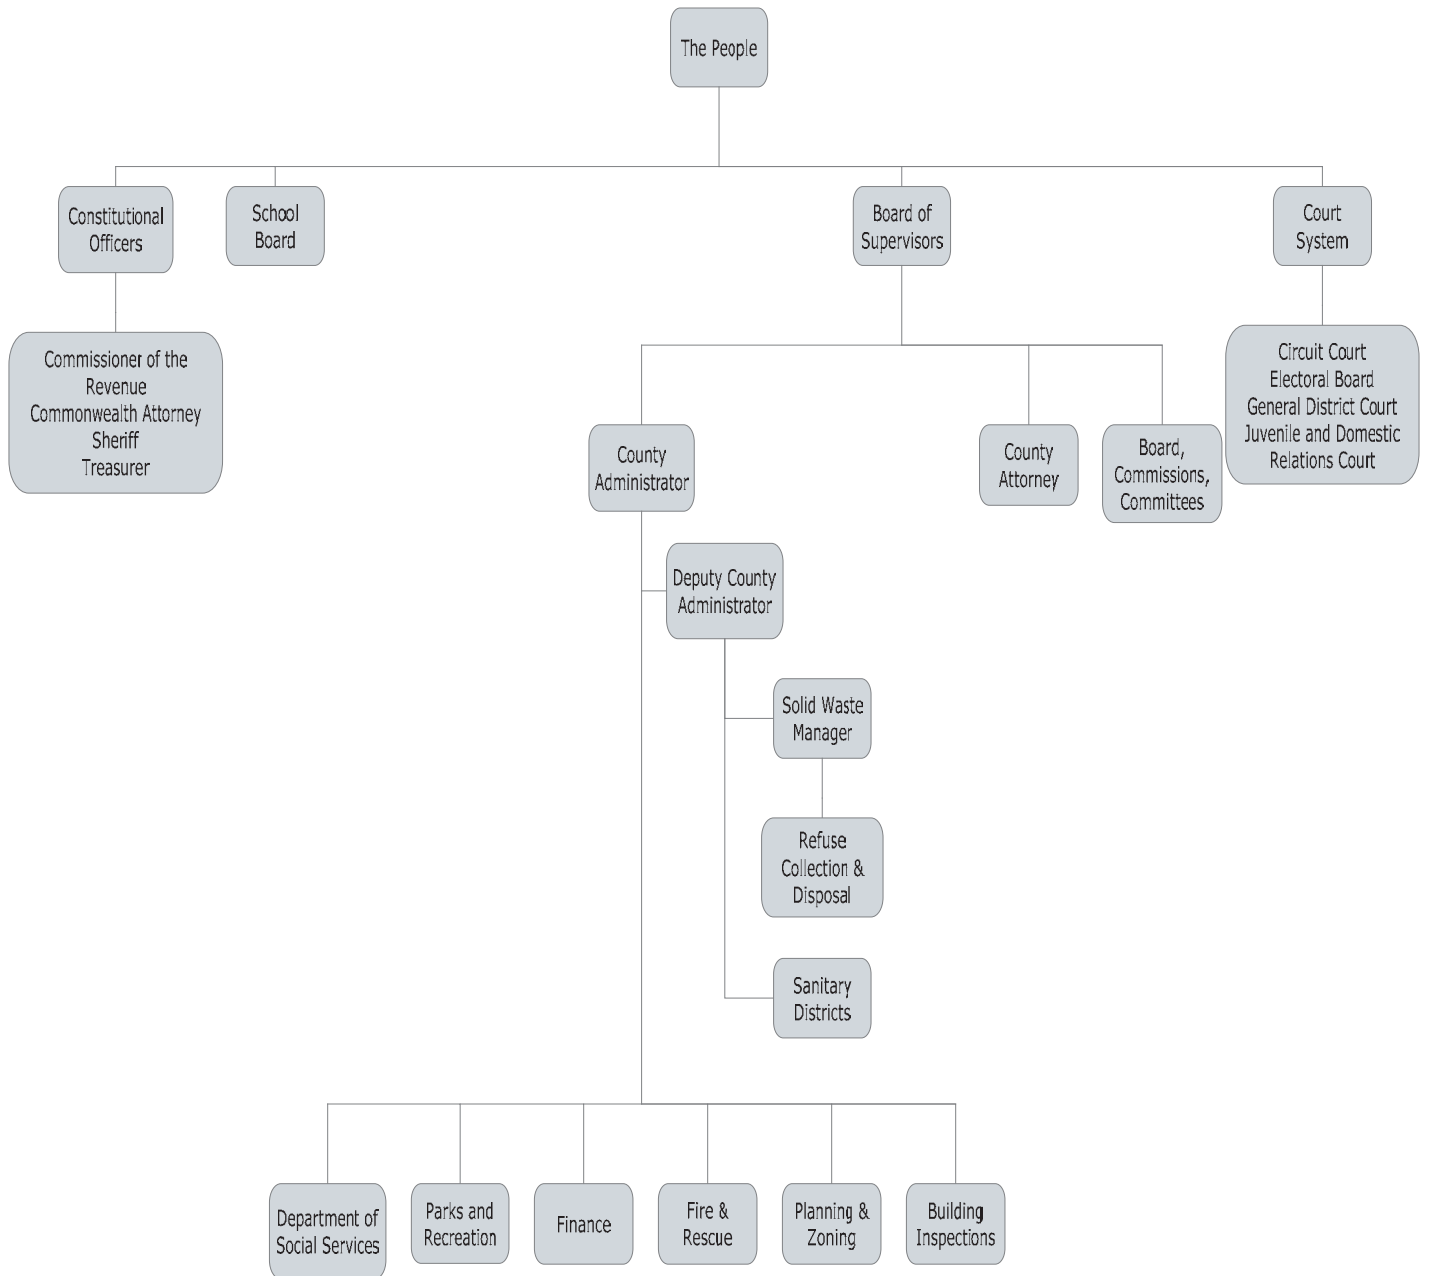 The People
Constitutional
Officers
School
Board
Board of
Supervisors
Court
System
Commissioner of the
Revenue
Commonwealth Attorney
Sheriff
Treasurer
Circuit Court
Electoral Board
General District Court
Juvenile and Domestic
Relations Court
County
Administrator
County
Attorney
Board,
Commissions,
Committees
Deputy County
Administrator
Solid Waste
Manager
Refuse
Collection &
Disposal
Sanitary
Districts
Department of
Social Services
Parks and
Recreation
Finance
Fire &
Rescue
Planning &
Zoning
Building
Inspections